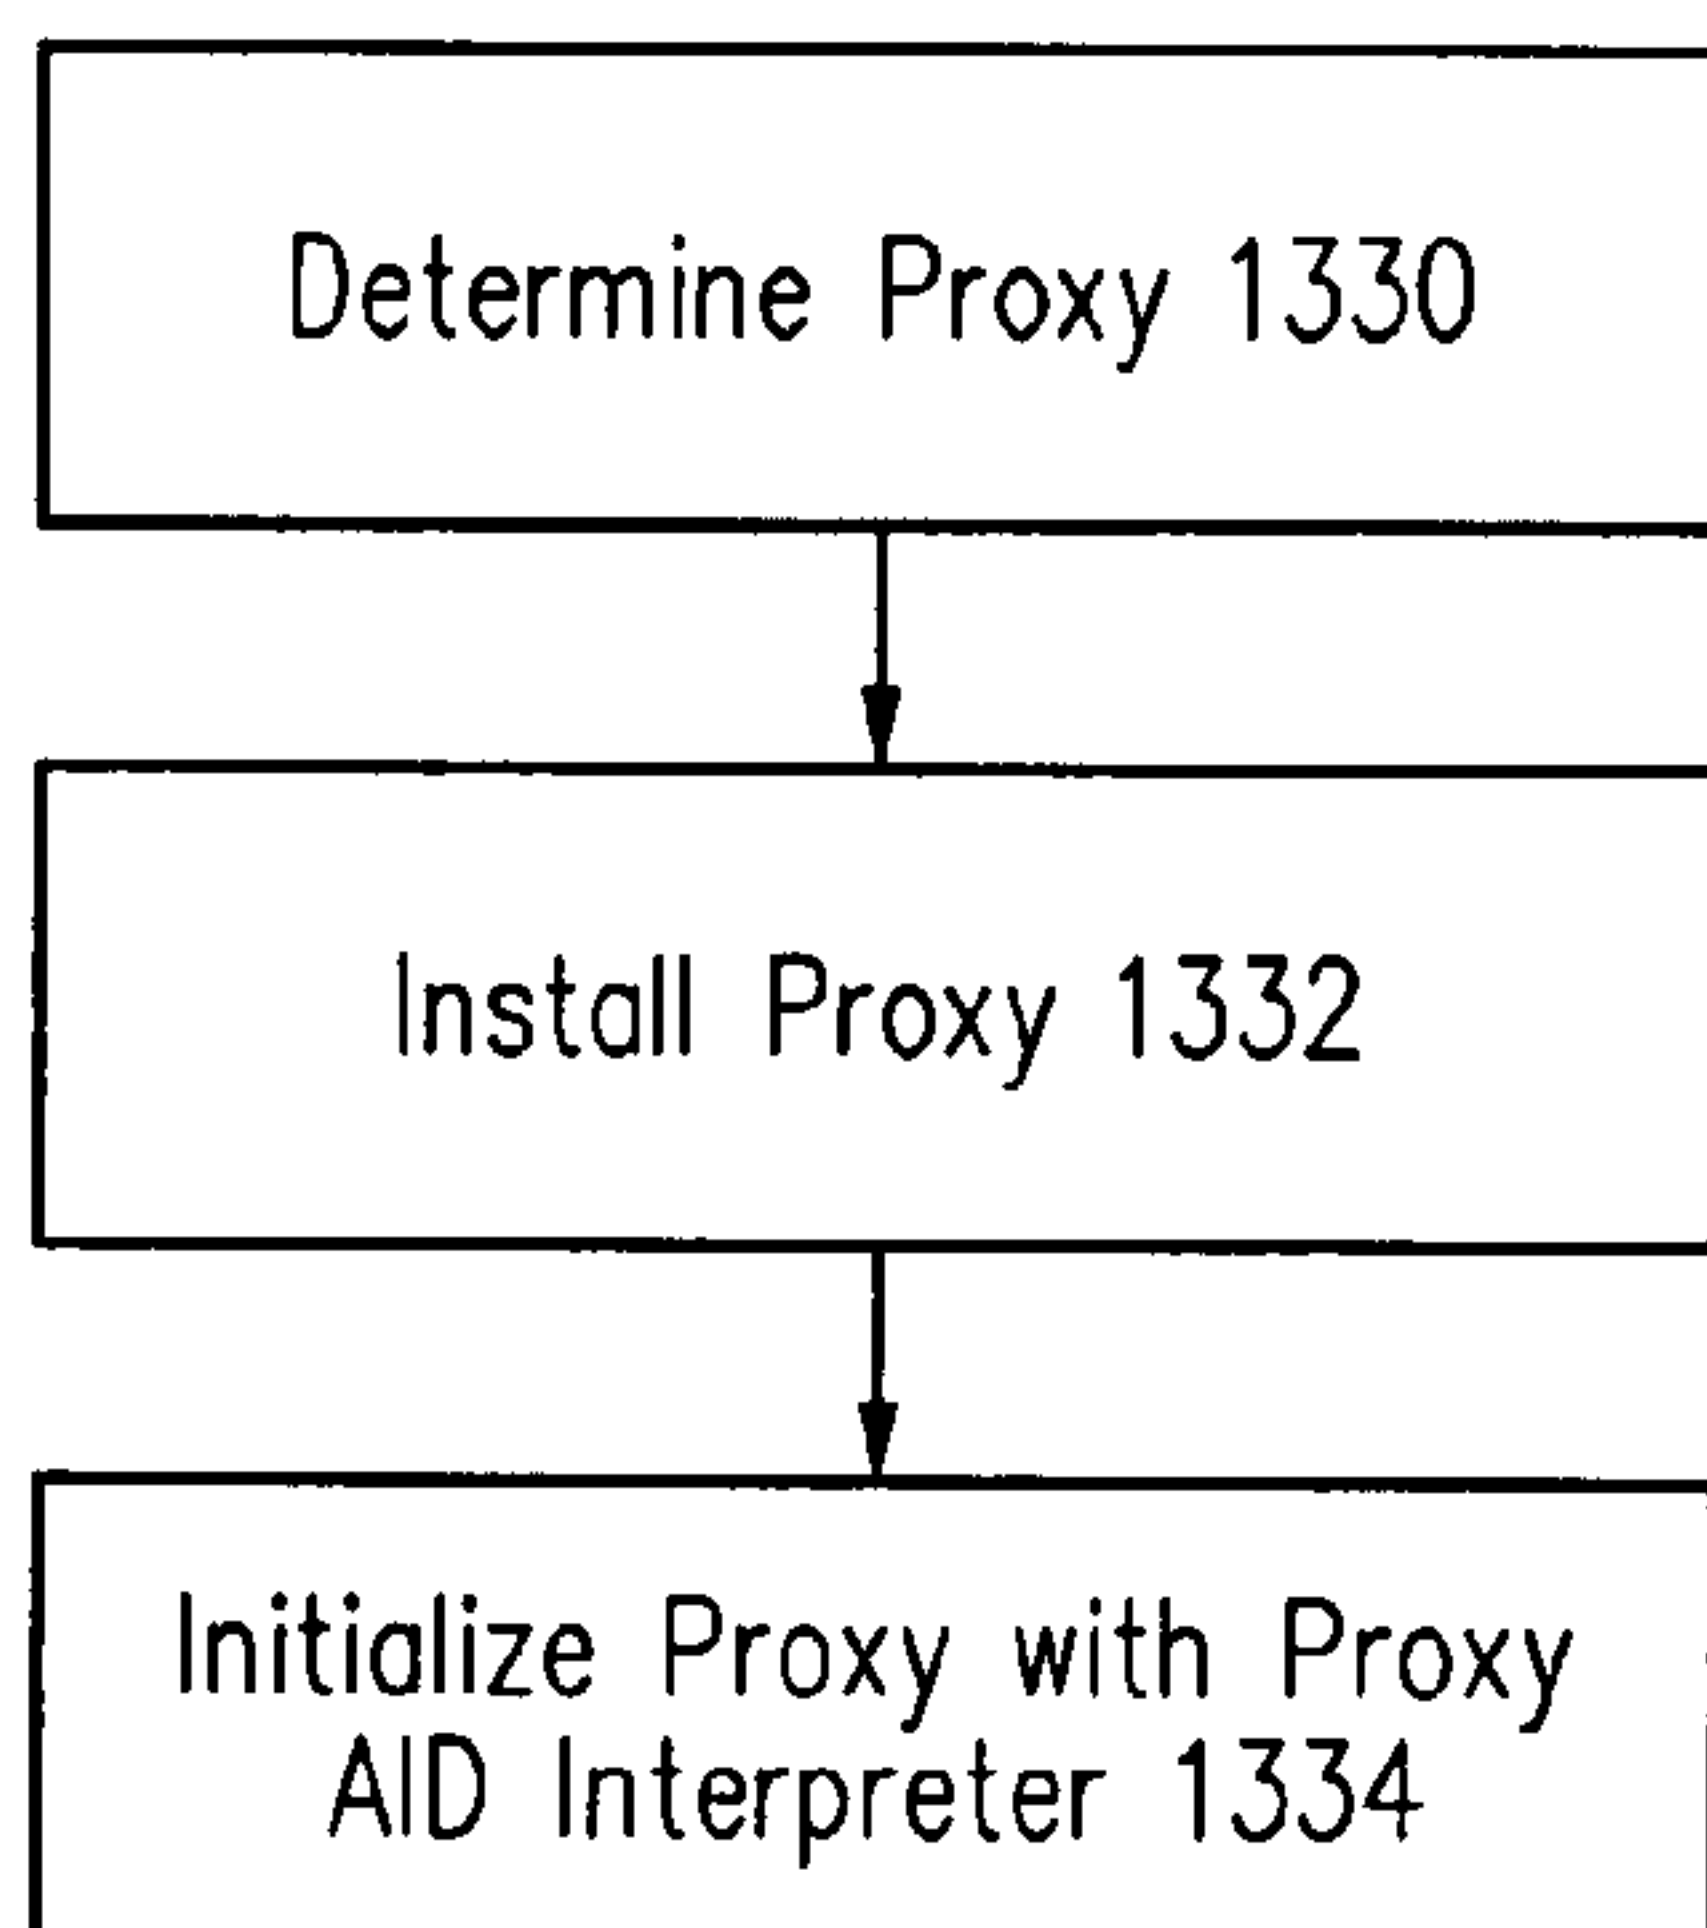 Determine Proxy 1330
Install Proxy 1332
Initialize Proxy with Proxy
AID Interpreter 1334